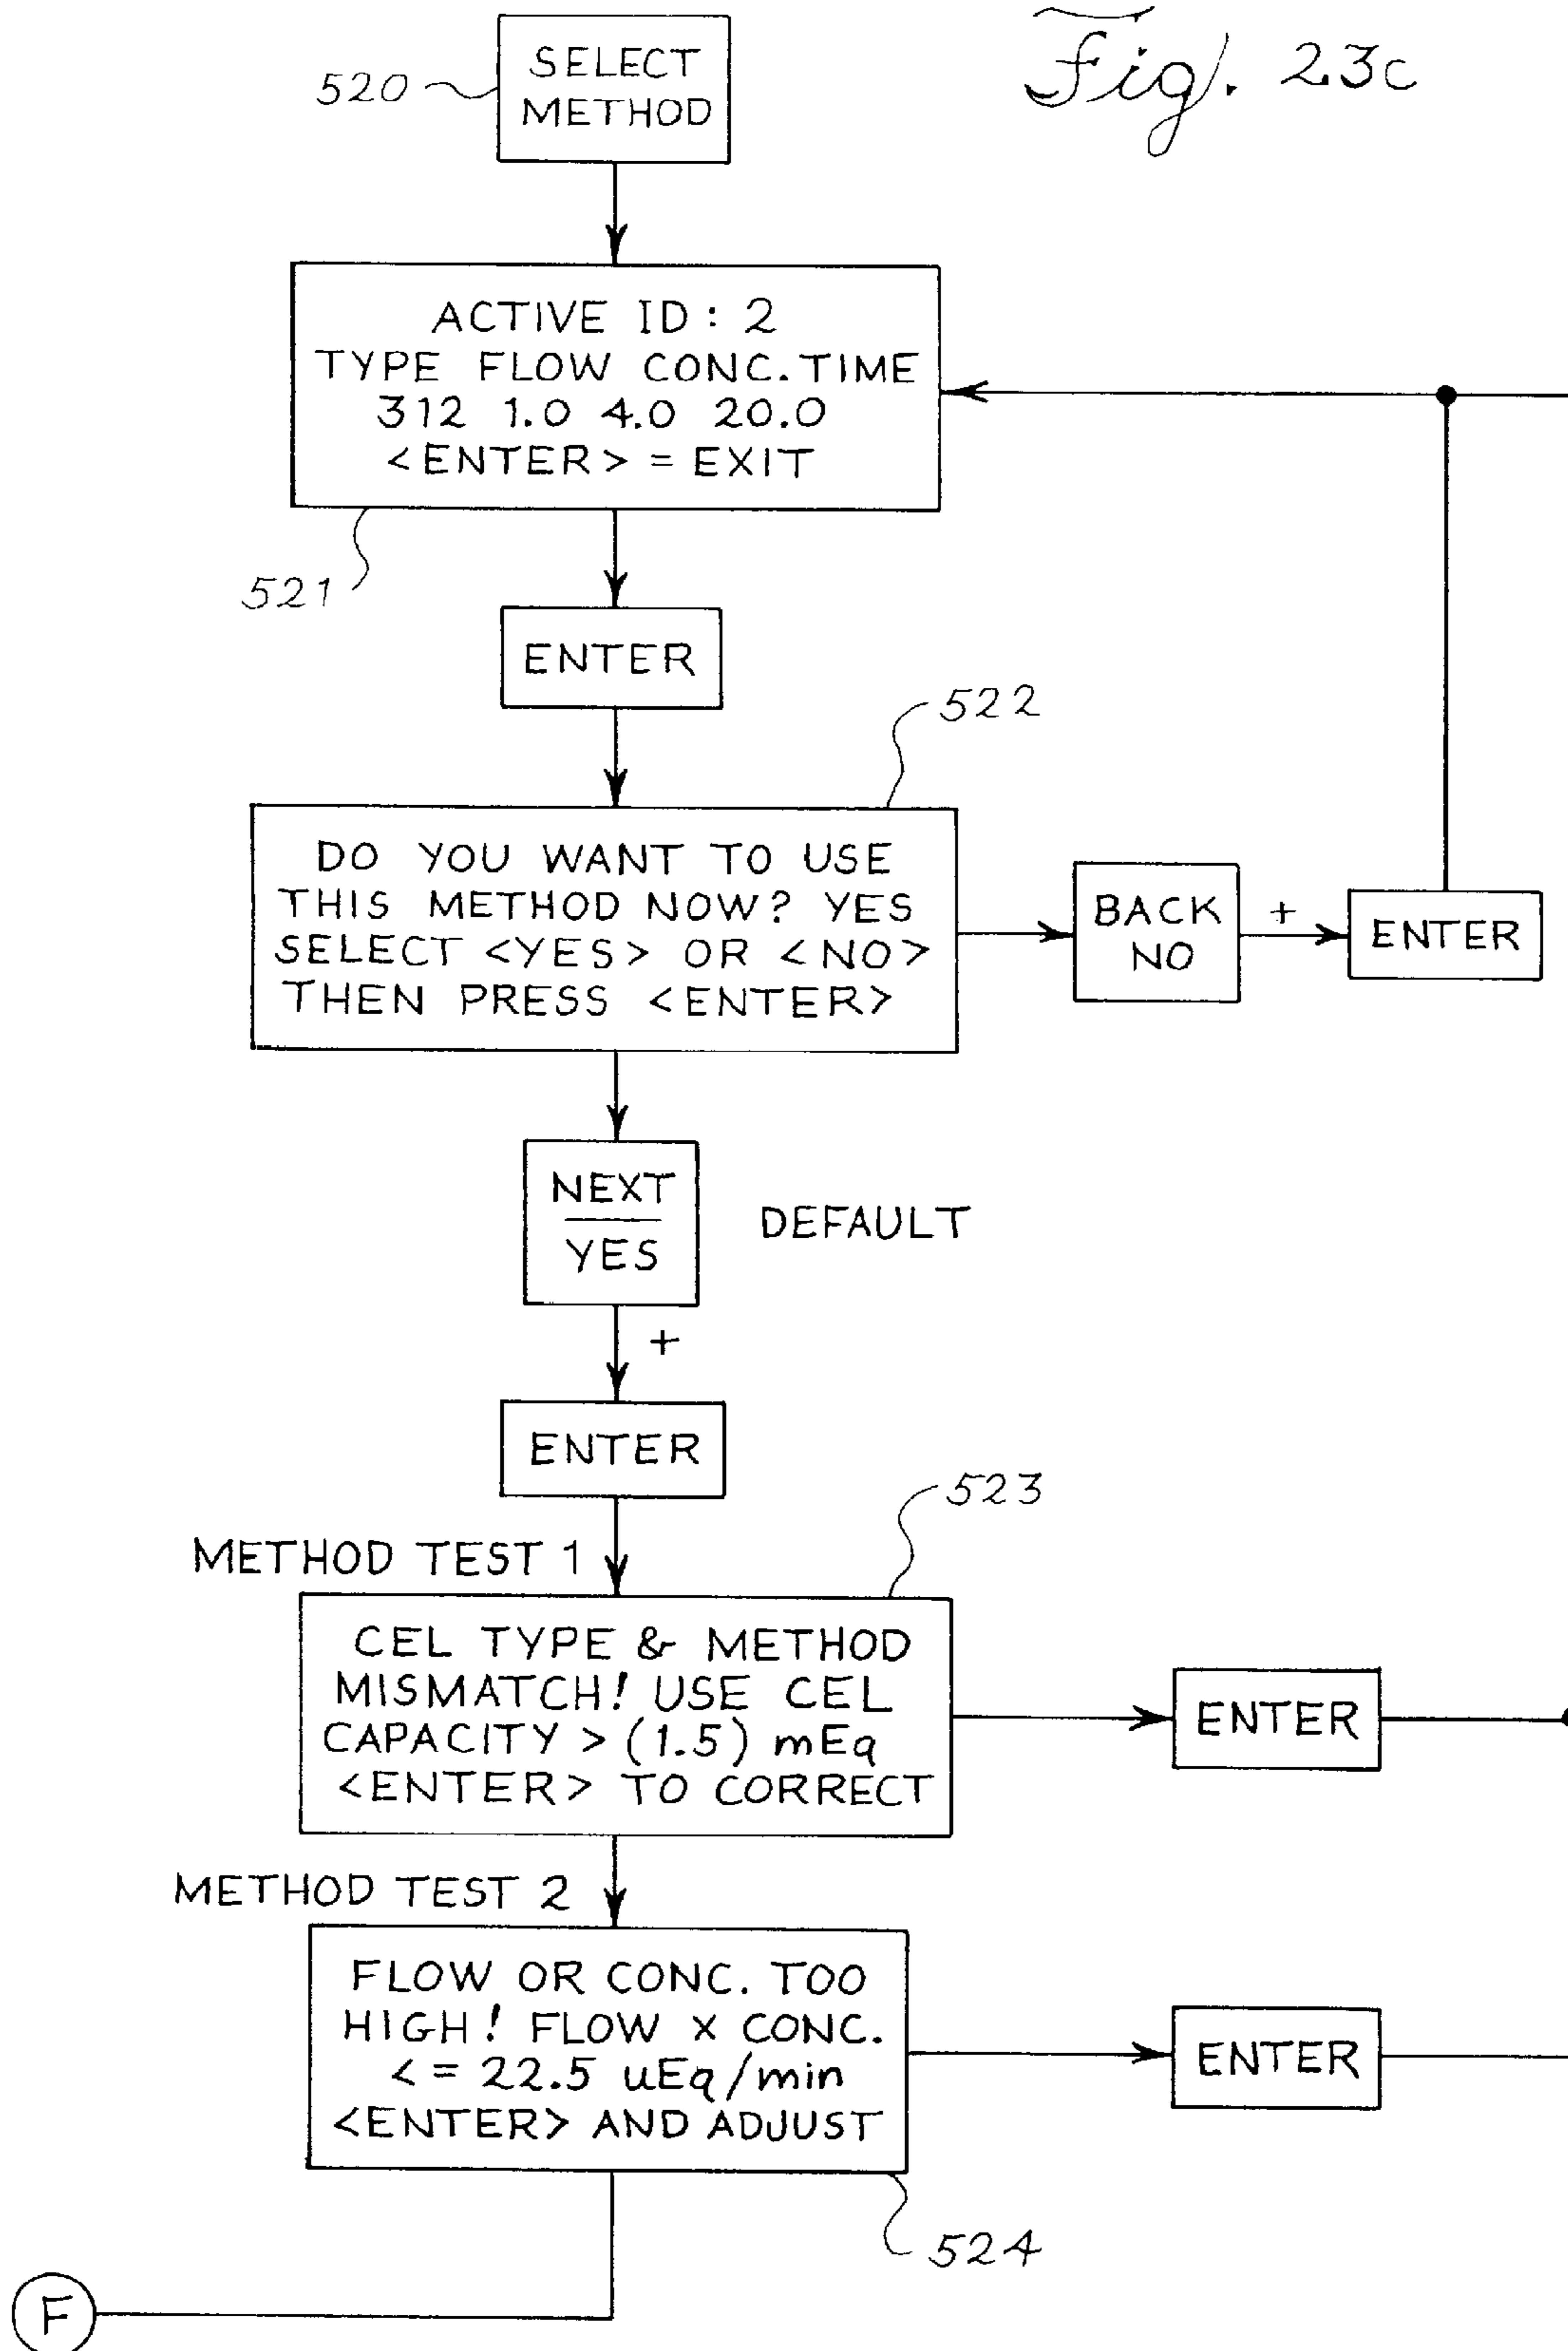 Fig. 23c
520
SELECT
METHOD
ACTIVE ID : 2
TYPE FLOW CONC. TIME
312 1.0 4.0 20.0
<ENTER> = EXIT
521
ENTER
522
DO YOU WANT TO USE
THIS METHOD NOW? YES
SELECT <YES> OR <NO>
THEN PRESS <ENTER>
BACK
NO
+
ENTER
NEXT
YES
DEFAULT
+
ENTER
523
METHOD TEST 1
CEL TYPE & METHOD
MISMATCH! USE CEL
CAPACITY > (1.5) mEq
<ENTER> TO CORRECT
ENTER
METHOD TEST 2
FLOW OR CONC. TOO
HIGH! FLOW x CONC.
<= 22.5 uEq/min
<ENTER> AND ADJUST
ENTER
524
F